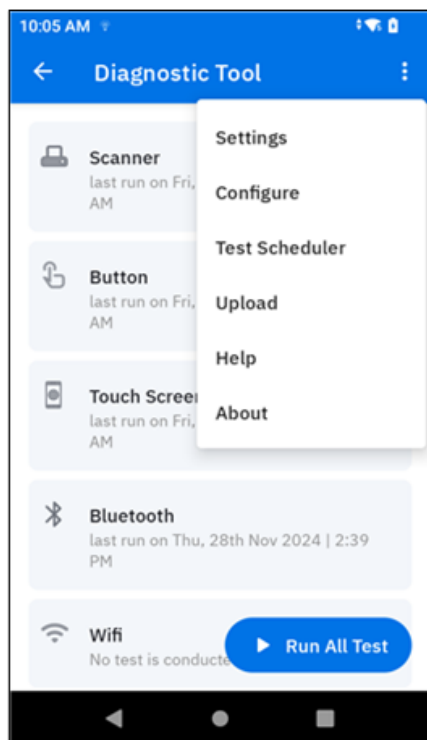 10:05 AM
Diagnostic Tool
Settings
Configure
Test Scheduler
Upload
Help
About
Scanner
last run on Fri,
AM
Button
last run on Fri,
AM
Touch Screen
last run on Fri,
AM
Bluetooth
last run on Thu, 28th Nov 2024 | 2:39
PM
Wifi
No test is conducte
Run All Test